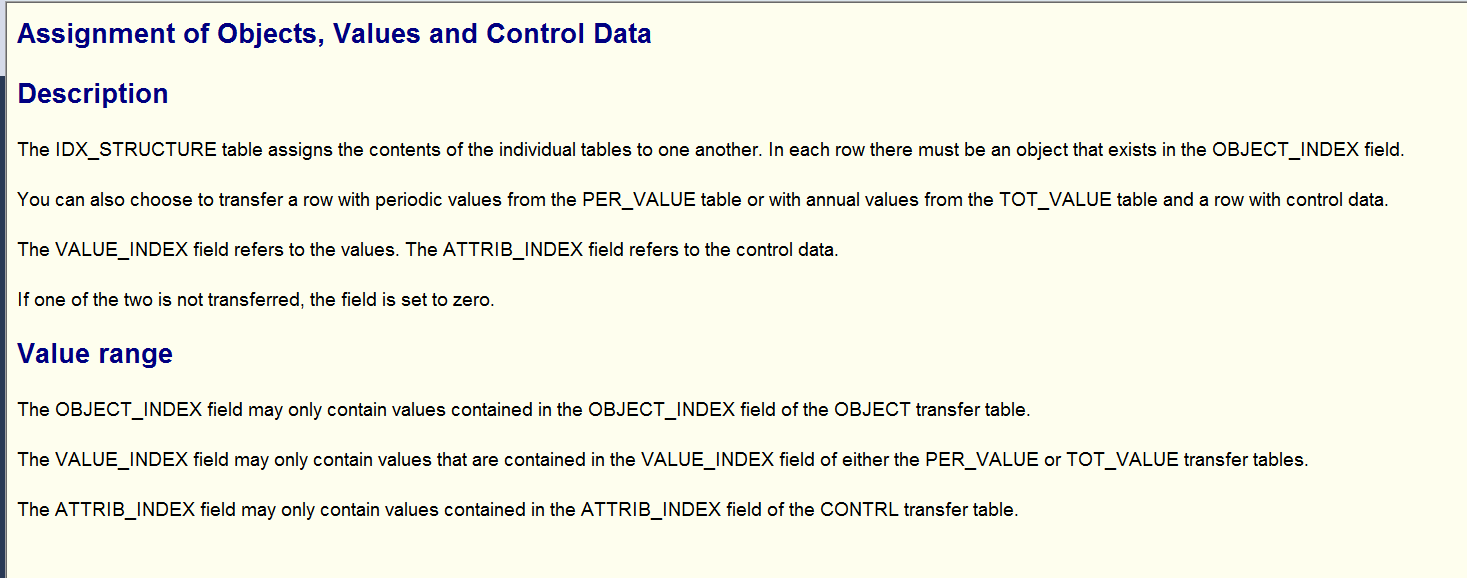 Assignment of Objects, Values and Control Data
Description
The IDX_STRUCTURE table assigns the contents of the individual tables to one another. In each row there must be an object that exists in the OBJECT_INDEX field.
You can also choose to transfer a row with periodic values from the PER_VALUE table or with annual values from the TOT_VALUE table and a row with control data.
The VALUE_INDEX field refers to the values. The ATTRIB_INDEX field refers to the control data.
If one of the two is not transferred, the field is set to zero.
Value range
The OBJECT_INDEX field may only contain values contained in the OBJECT_INDEX field of the OBJECT transfer table.
The VALUE_INDEX field may only contain values that are contained in the VALUE_INDEX field of either the PER_VALUE or TOT_VALUE transfer tables.
The ATTRIB_INDEX field may only contain values contained in the ATTRIB_INDEX field of the CONTRL transfer table.